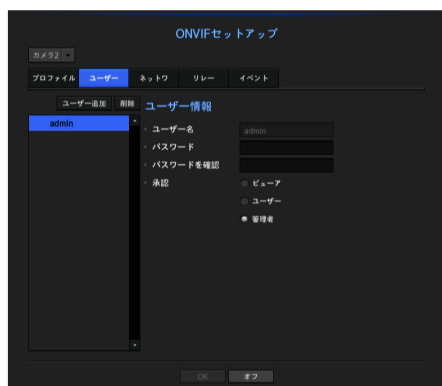 ONVIFセットアップ
カメラ2
プロファイル ユーザー ネットワ リレー イベント
ユーザー追加 削除 ユーザー情報
admin
ユーザー名 admin
パスワード
パスワードを確認
承認 ビューア
ユーザー
管理者
OK オフ